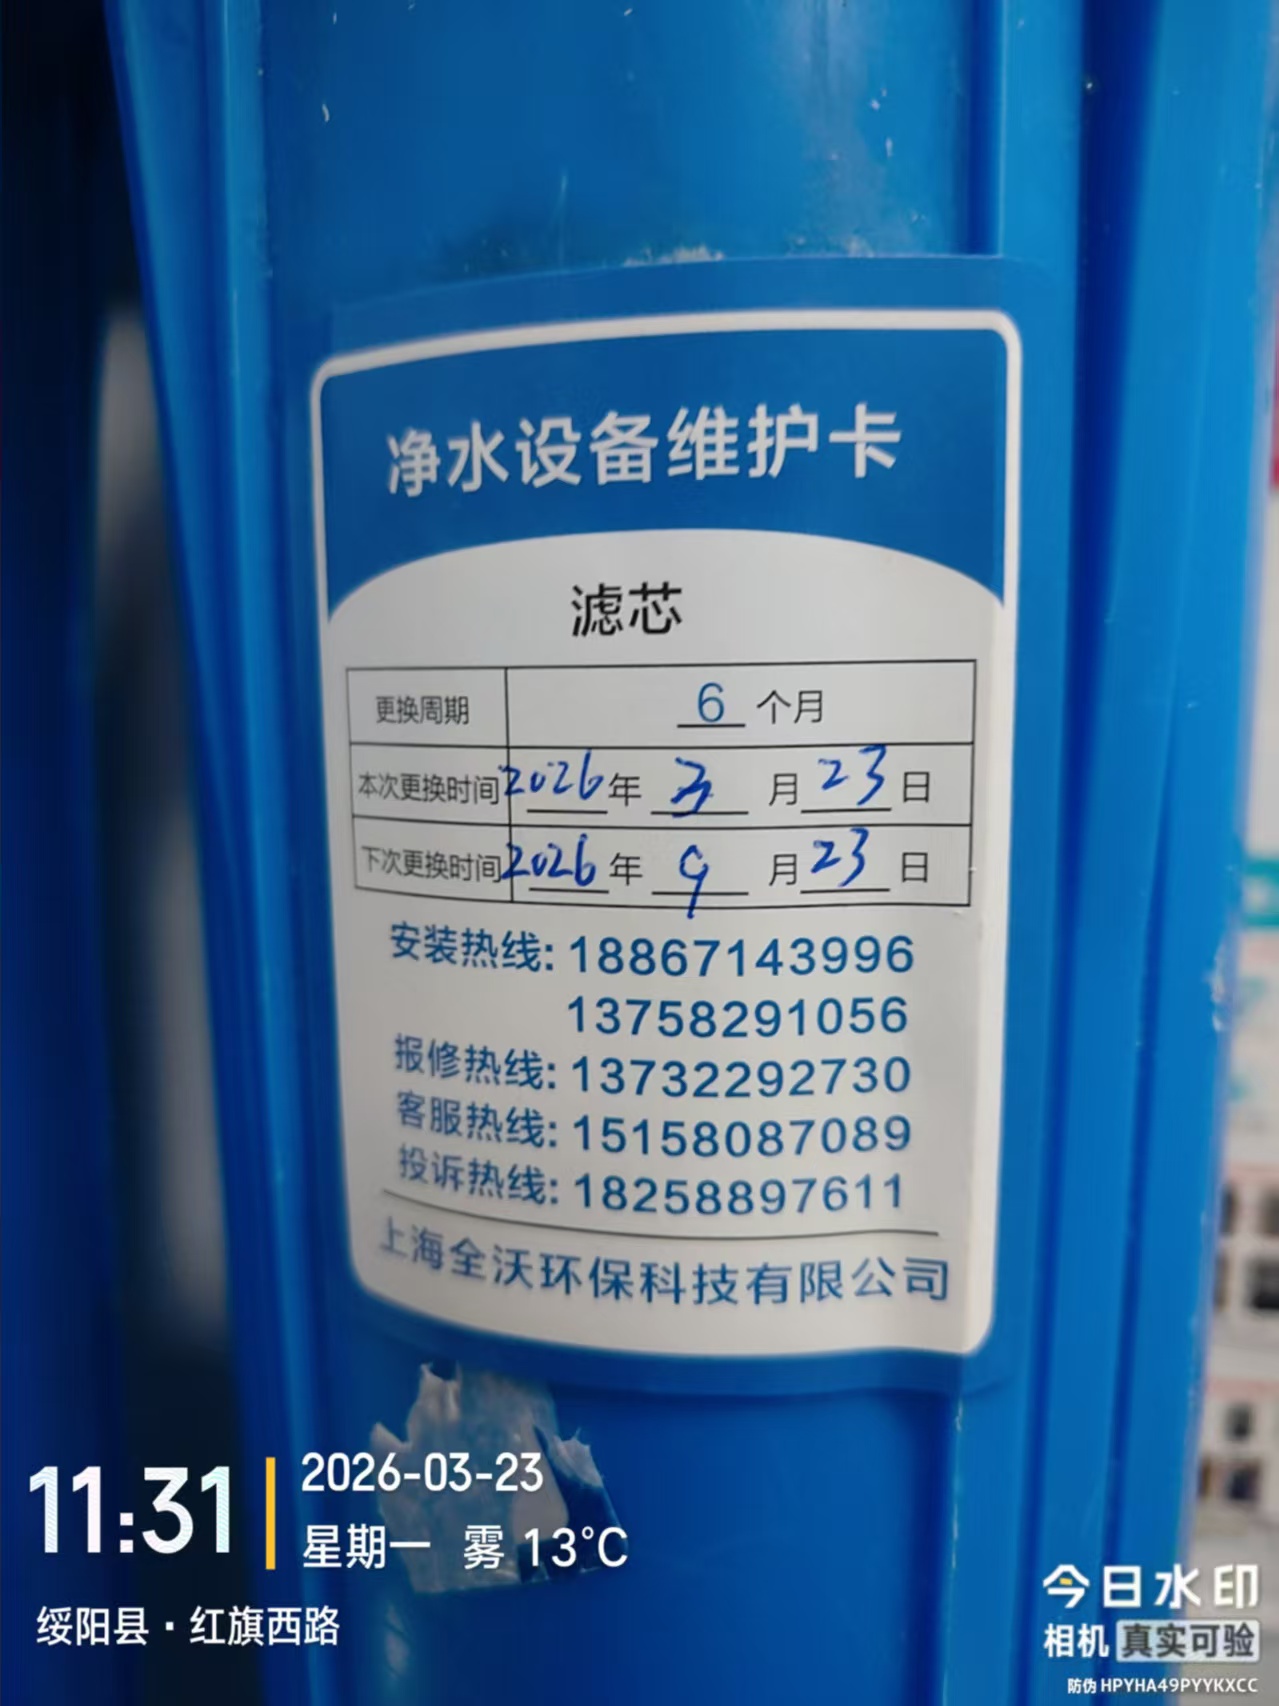 净水设备维护卡
滤芯
更换周期 6 个月
本次更换时间 2026 年 3 月 23 日
下次更换时间 2026 年 9 月 23 日
安装热线: 18867143996
13758291056
报修热线: 13732292730
客服热线: 15158087089
投诉热线: 18258897611
上海全沃环保科技有限公司
11:31
2026-03-23
星期一 雾 13°C
绥阳县·红旗西路
今日水印
相机 真实可验
防伪 HPYHA49PYYKXCC